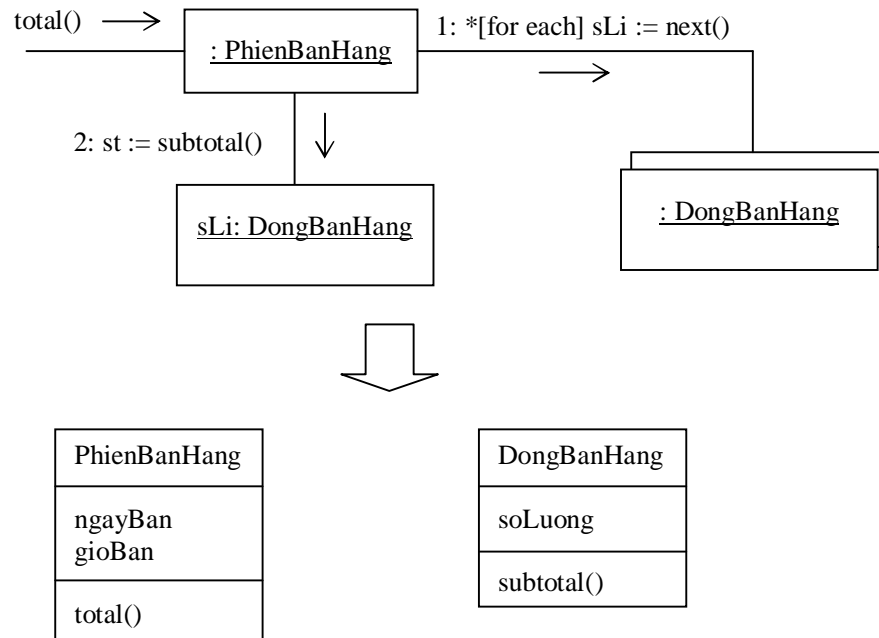 total()
1: *[for each] sLi := next()
: PhienBanHang
2: st := subtotal()
sLi: DongBanHang
: DongBanHang
PhienBanHang
ngayBan
gioBan
total()
DongBanHang
soLuong
subtotal()